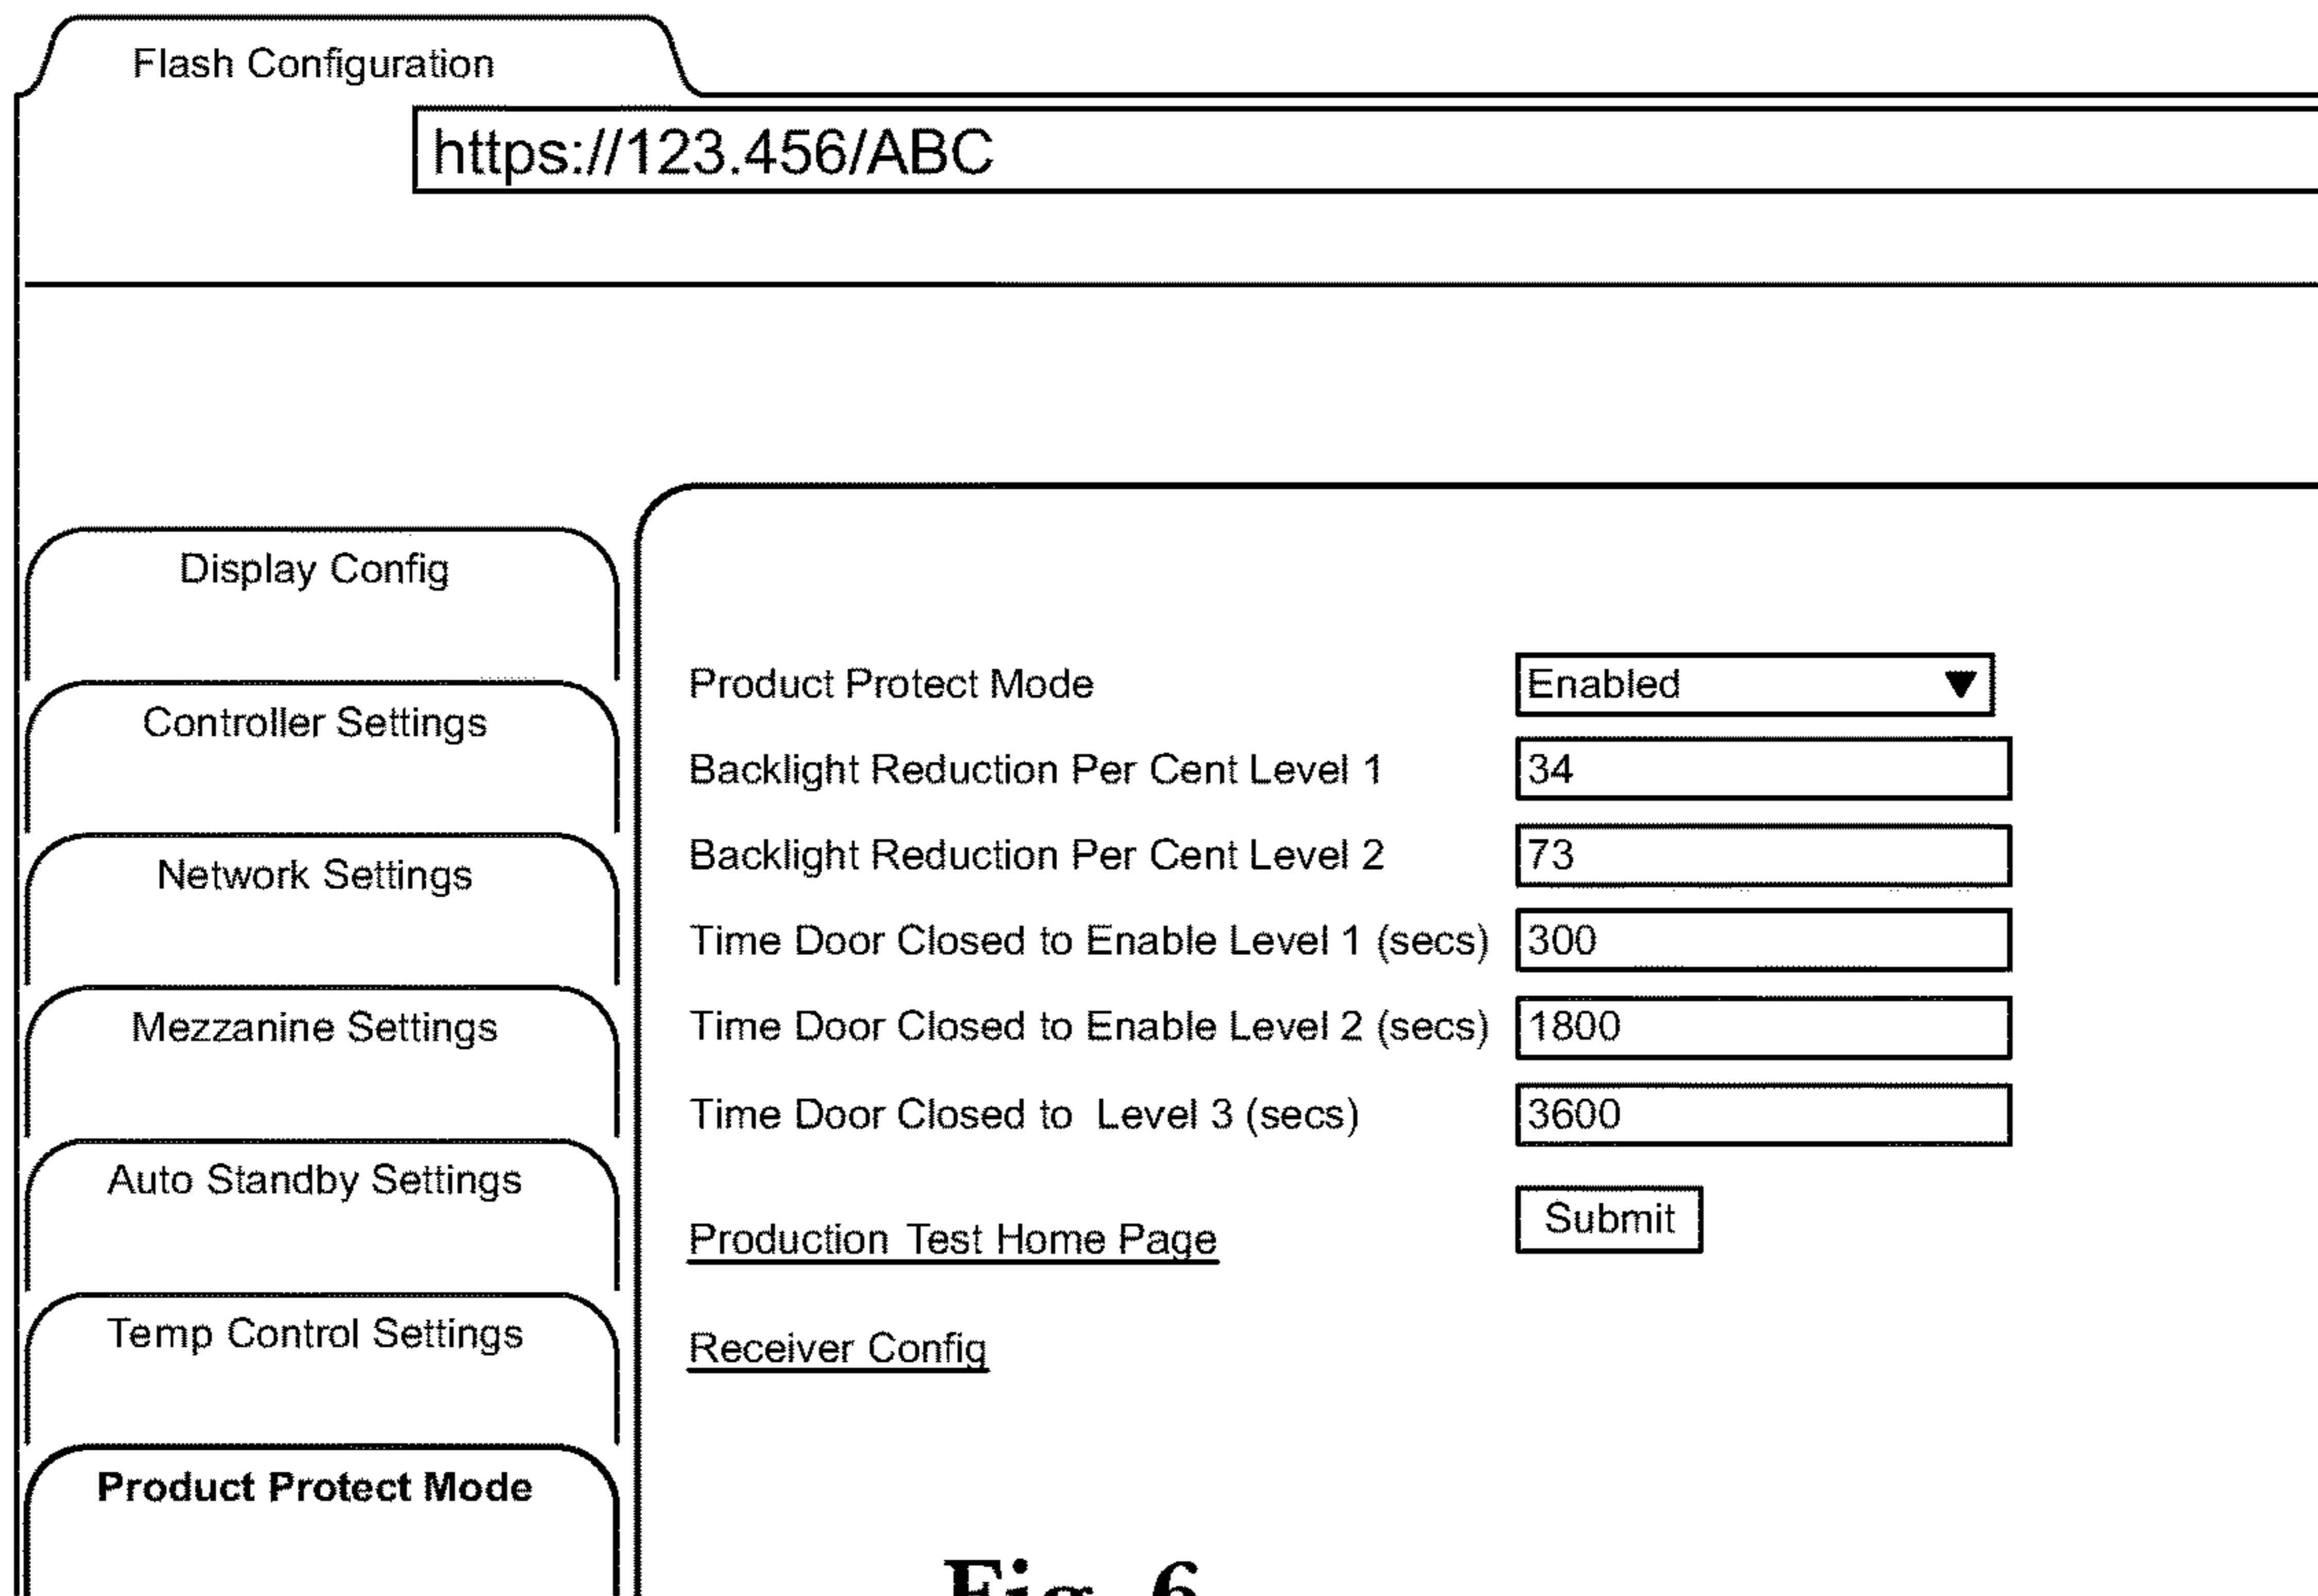 Flash Configuration
https://123.456/ABC
Display Config
Controller Settings
Network Settings
Mezzanine Settings
Auto Standby Settings
Temp Control Settings
Product Protect Mode
Product Protect Mode Enabled
Backlight Reduction Per Cent Level 1 34
Backlight Reduction Per Cent Level 2 73
Time Door Closed to Enable Level 1 (secs) 300
Time Door Closed to Enable Level 2 (secs) 1800
Time Door Closed to Level 3 (secs) 3600
Submit
Production Test Home Page
Receiver Config
Fig. 6